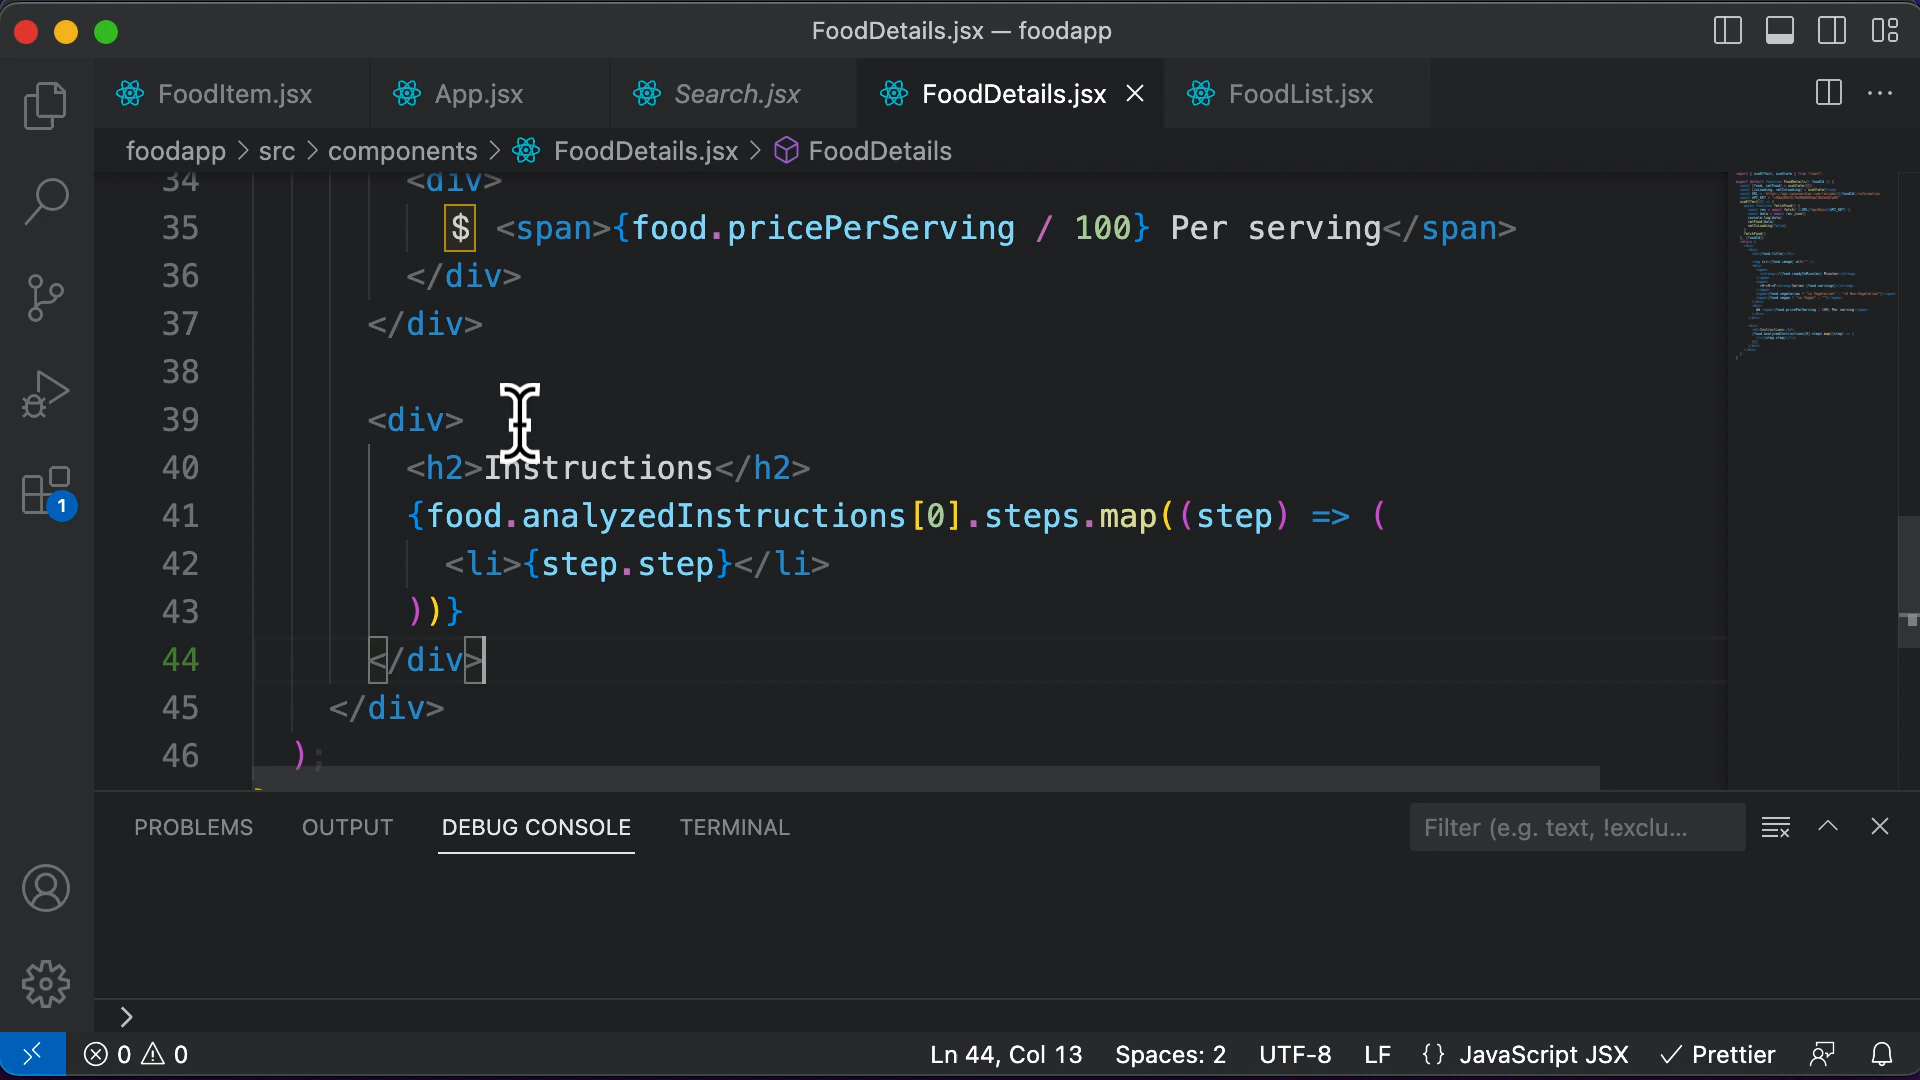 FoodDetails.jsx — foodapp
FoodItem.jsx App.jsx Search.jsx FoodDetails.jsx FoodList.jsx
foodapp > src > components > FoodDetails.jsx > FoodDetails
34 <div>
35 $ <span>{food.pricePerServing / 100} Per serving</span>
36 </div>
37 </div>
38
39 <div>
40 <h2>Instructions</h2>
41 {food.analyzedInstructions[0].steps.map((step) => (
42 <li>{step.step}</li>
43 ))}
44 </div>
45 </div>
46 );
1
PROBLEMS OUTPUT DEBUG CONSOLE TERMINAL Filter (e.g. text, !exclu...
>
0 0 Ln 44, Col 13 Spaces: 2 UTF-8 LF {} JavaScript JSX ✓ Prettier